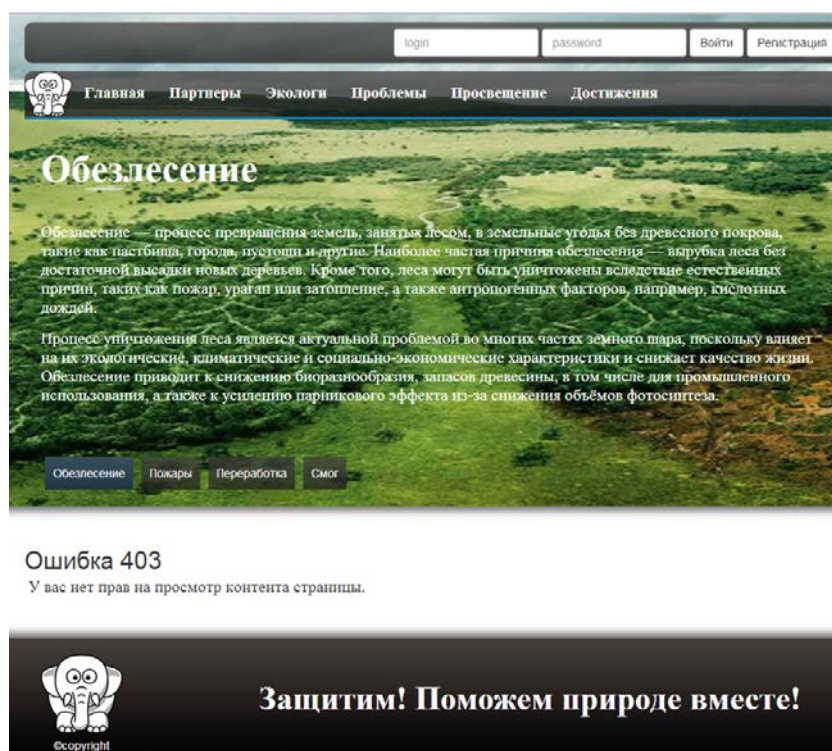 login
password
Войти
Регистрация
Главная Партнеры Экологи Проблемы Просвещение Достижения
Обезлесение
Обезлесение — процесс превращения земель, занятых лесом, в земельные угодья без древесного покрова,
такие как пастбища, города, пустоши и другие. Наиболее частая причина обезлесения — вырубка леса без
достаточной высадки новых деревьев. Кроме того, леса могут быть уничтожены вследствие естественных
причин, таких как пожар, ураган или затопление, а также антропогенных факторов, например, кислотных
дождей.
Процесс уничтожения леса является актуальной проблемой во многих частях земного шара, поскольку влияет
на их экологические, климатические и социально-экономические характеристики и снижает качество жизни.
Обезлесение приводит к снижению биоразнообразия, запасов древесины, в том числе для промышленного
использования, а также к усилению парникового эффекта из-за снижения объёмов фотосинтеза.
Обезлесение Пожары Переработка Смог
Ошибка 403
У вас нет прав на просмотр контента страницы.
Защитим! Поможем природе вместе!
©copyright